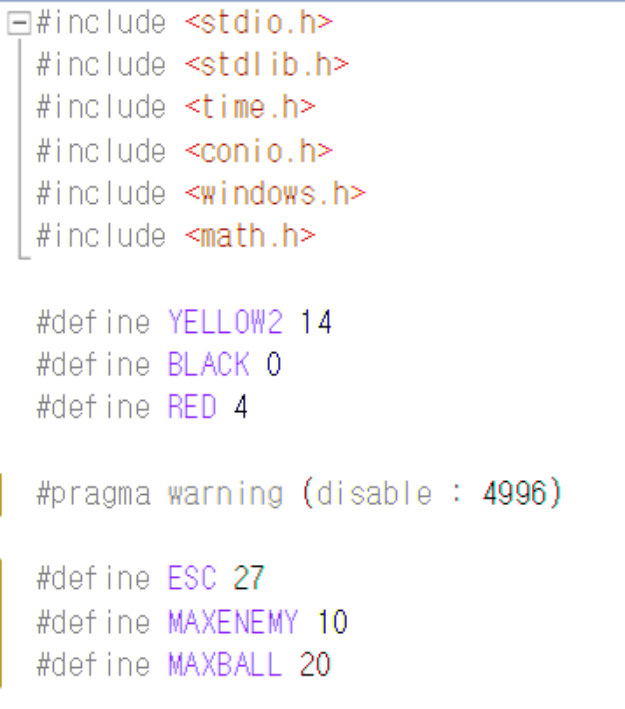 #include <stdio.h>
#include <stdlib.h>
#include <time.h>
#include <conio.h>
#include <windows.h>
#include <math.h>
#define YELLOW2 14
#define BLACK 0
#define RED 4
#pragma warning (disable : 4996)
#define ESC 27
#define MAXENEMY 10
#define MAXBALL 20